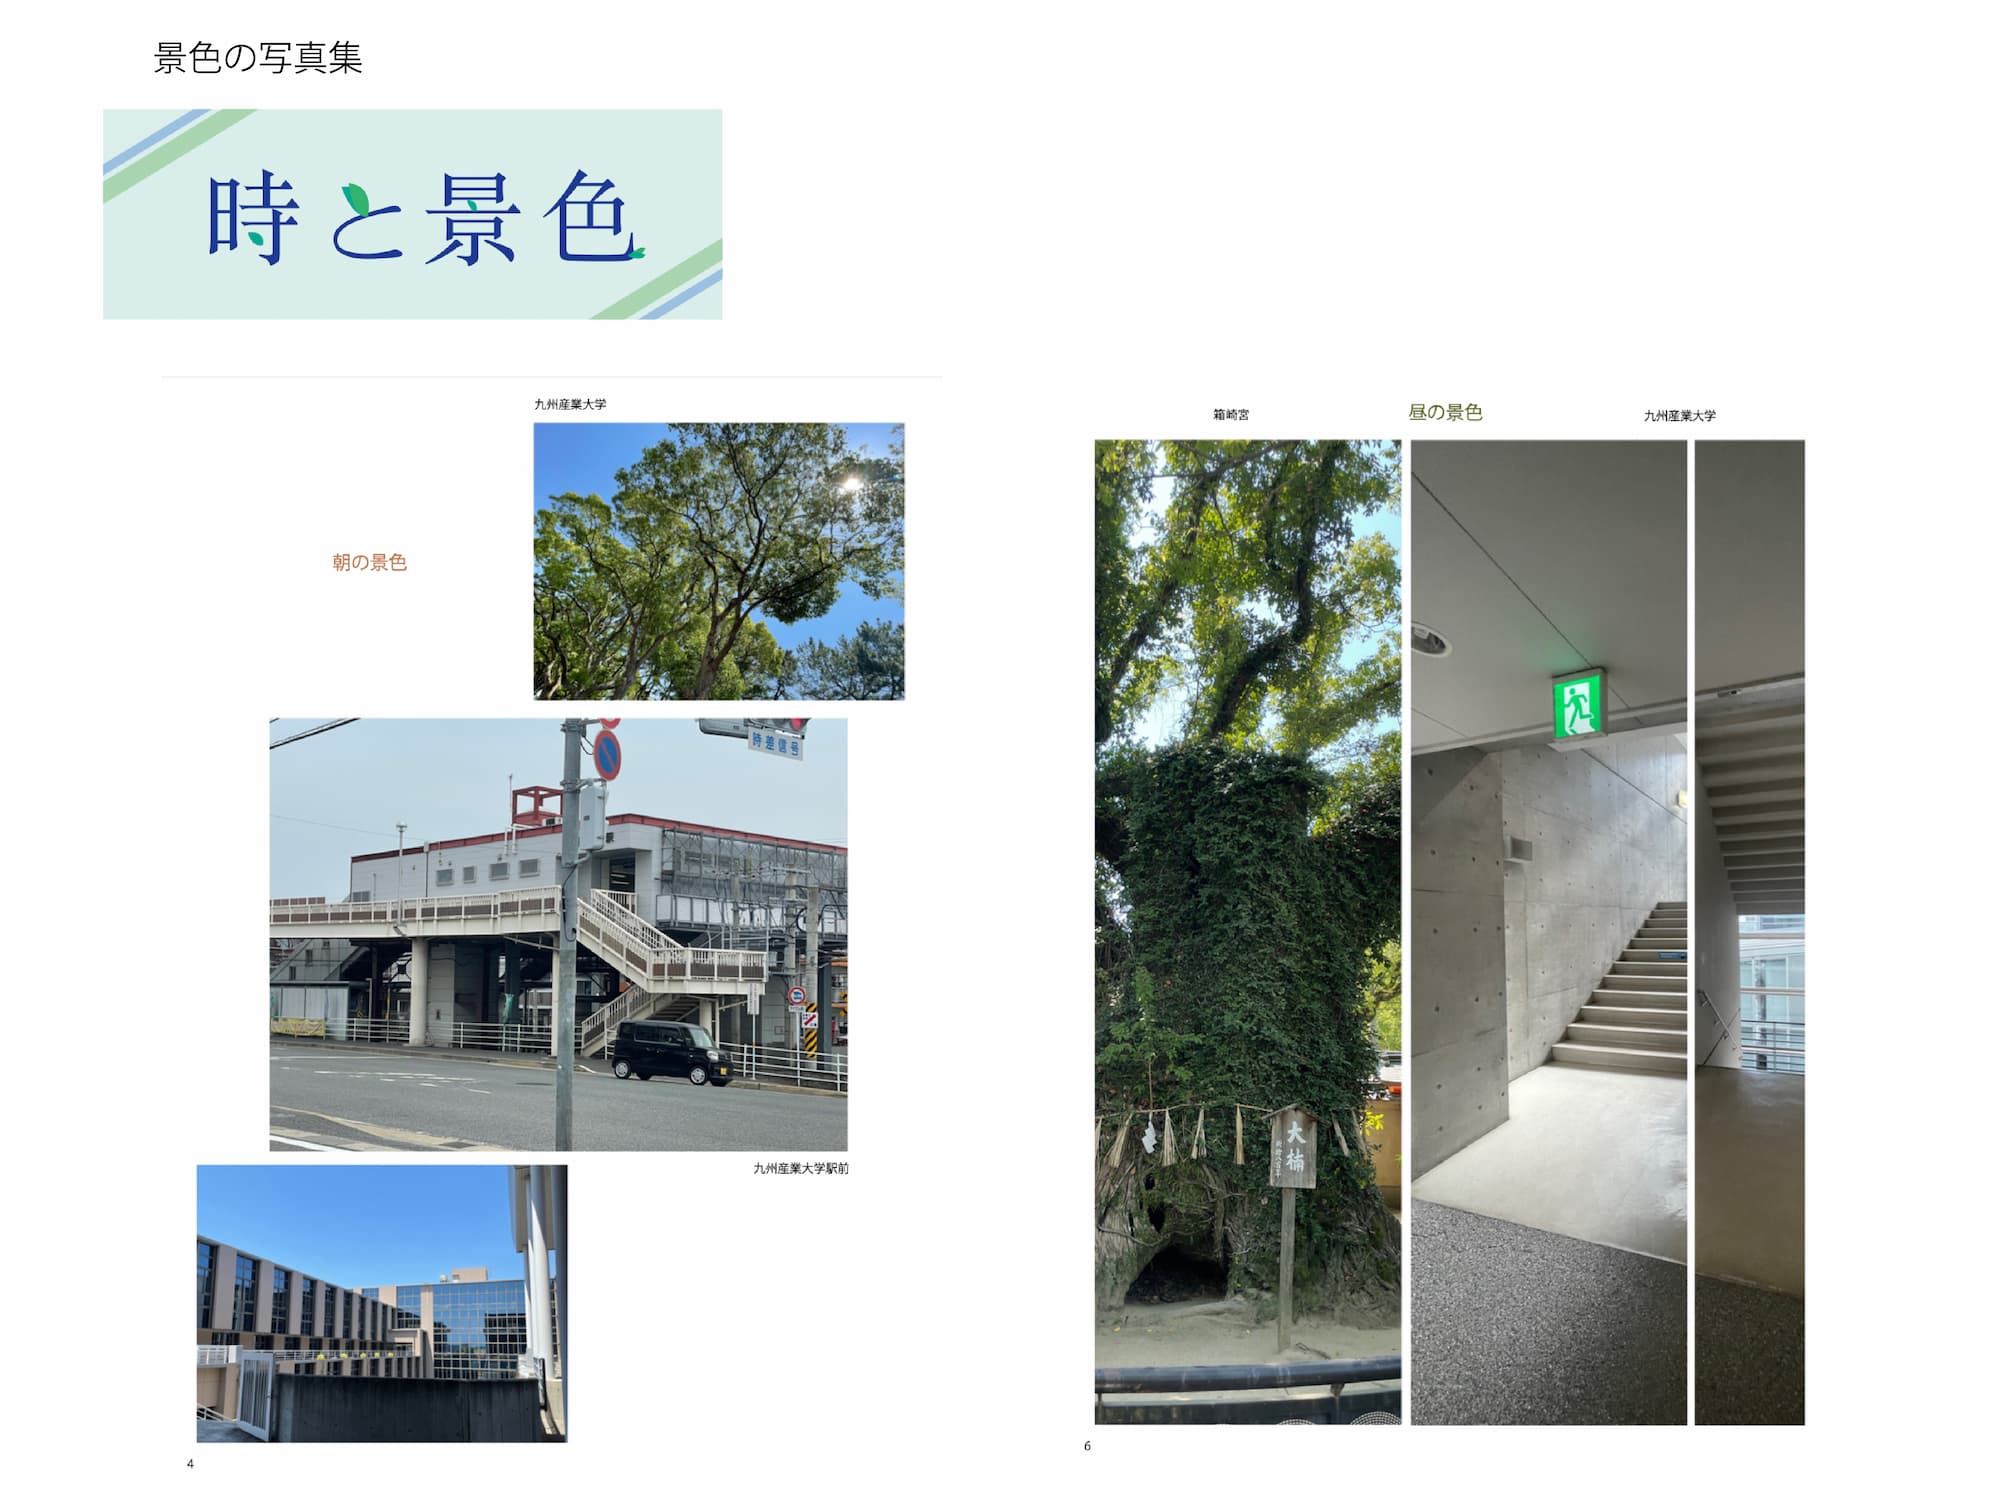 景色の写真集
時と景色
九州産業大学
朝の景色
時差信号
九州産業大学駅前
4
箱崎宮
昼の景色
九州産業大学
大楠
6